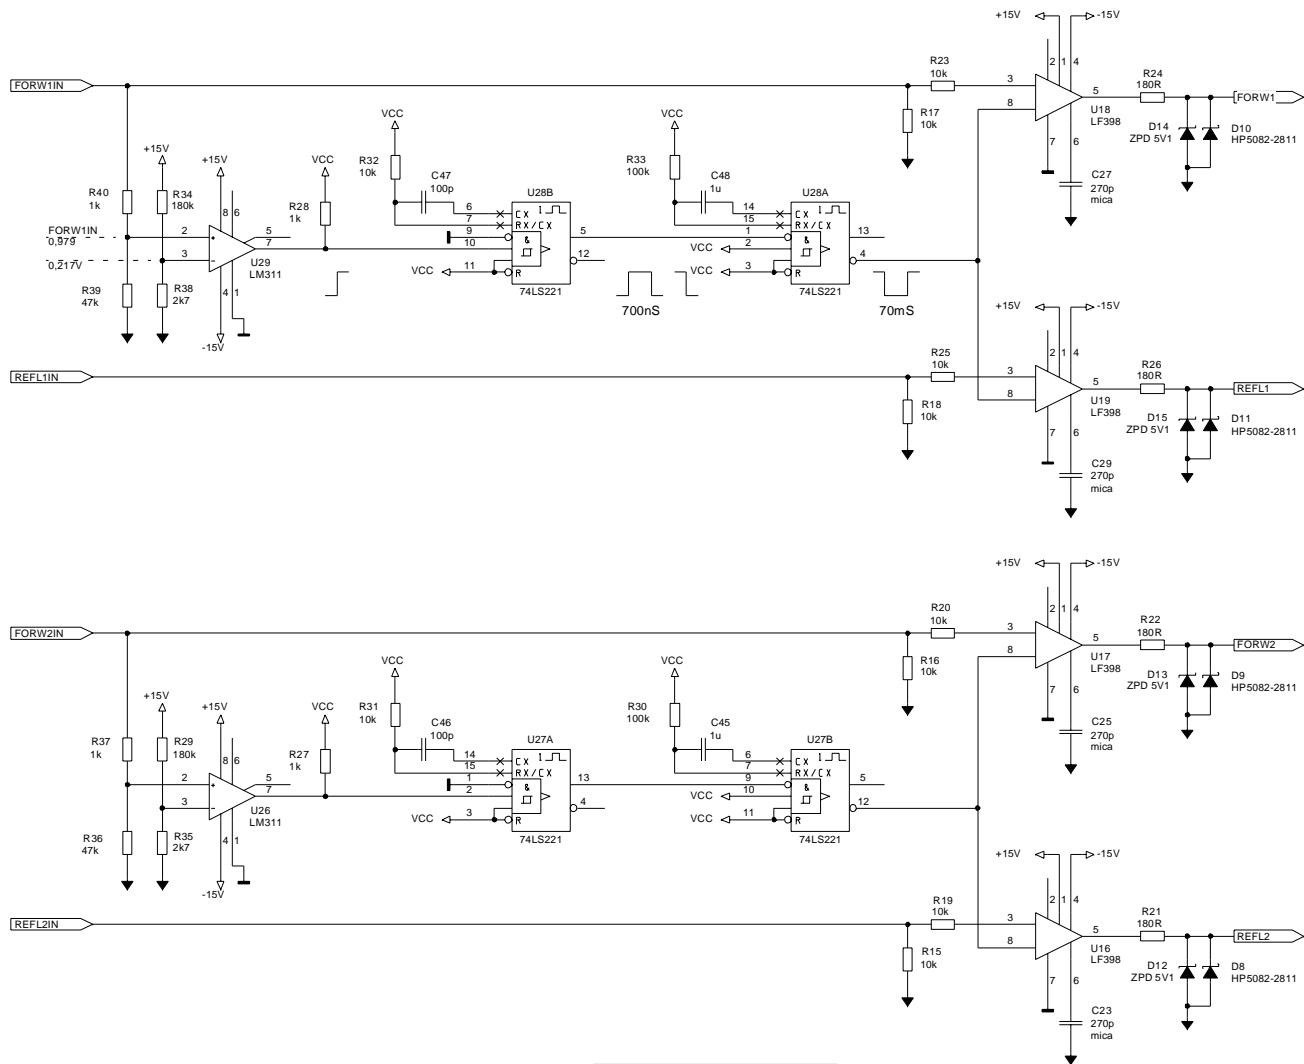 +15V
-15V
2
1
4
FORW1IN
R23
10k
3
8
5
U18
LF398
R24
180R
FORW1
R17
10k
7
6
D14
ZPD 5V1
D10
HP5082-2811
C27
270p
mica
VCC
R32
10k
C47
100p
VCC
R33
100k
C48
1u
+15V
+15V
VCC
R40
1k
R34
180k
8
6
R28
1k
U28B
6
7
9
10
11
CX
RX/CX
&
R
1
5
12
VCC
74LS221
U28A
14
15
1
2
3
CX
RX/CX
&
R
1
13
4
VCC
VCC
74LS221
FORW1IN
0,979
0,217V
2
3
+
-
5
7
U29
LM311
R39
47k
R38
2k7
4
1
-15V
700nS
70mS
+15V
-15V
2
1
4
REFL1IN
R25
10k
3
8
5
U19
LF398
R26
180R
REFL1
R18
10k
7
6
D15
ZPD 5V1
D11
HP5082-2811
C29
270p
mica
+15V
-15V
2
1
4
FORW2IN
R20
10k
3
8
5
U17
LF398
R22
180R
FORW2
R16
10k
7
6
D13
ZPD 5V1
D9
HP5082-2811
C25
270p
mica
VCC
R31
10k
C46
100p
VCC
R30
100k
C45
1u
+15V
+15V
VCC
R37
1k
R29
180k
8
6
R27
1k
U27A
14
15
1
2
3
CX
RX/CX
&
R
1
13
4
VCC
74LS221
U27B
6
7
9
10
11
CX
RX/CX
&
R
1
5
12
VCC
VCC
74LS221
2
3
+
-
5
7
U26
LM311
R36
47k
R35
2k7
4
1
-15V
+15V
-15V
2
1
4
REFL2IN
R19
10k
3
8
5
U16
LF398
R21
180R
REFL2
R15
10k
7
6
D12
ZPD 5V1
D8
HP5082-2811
C23
270p
mica